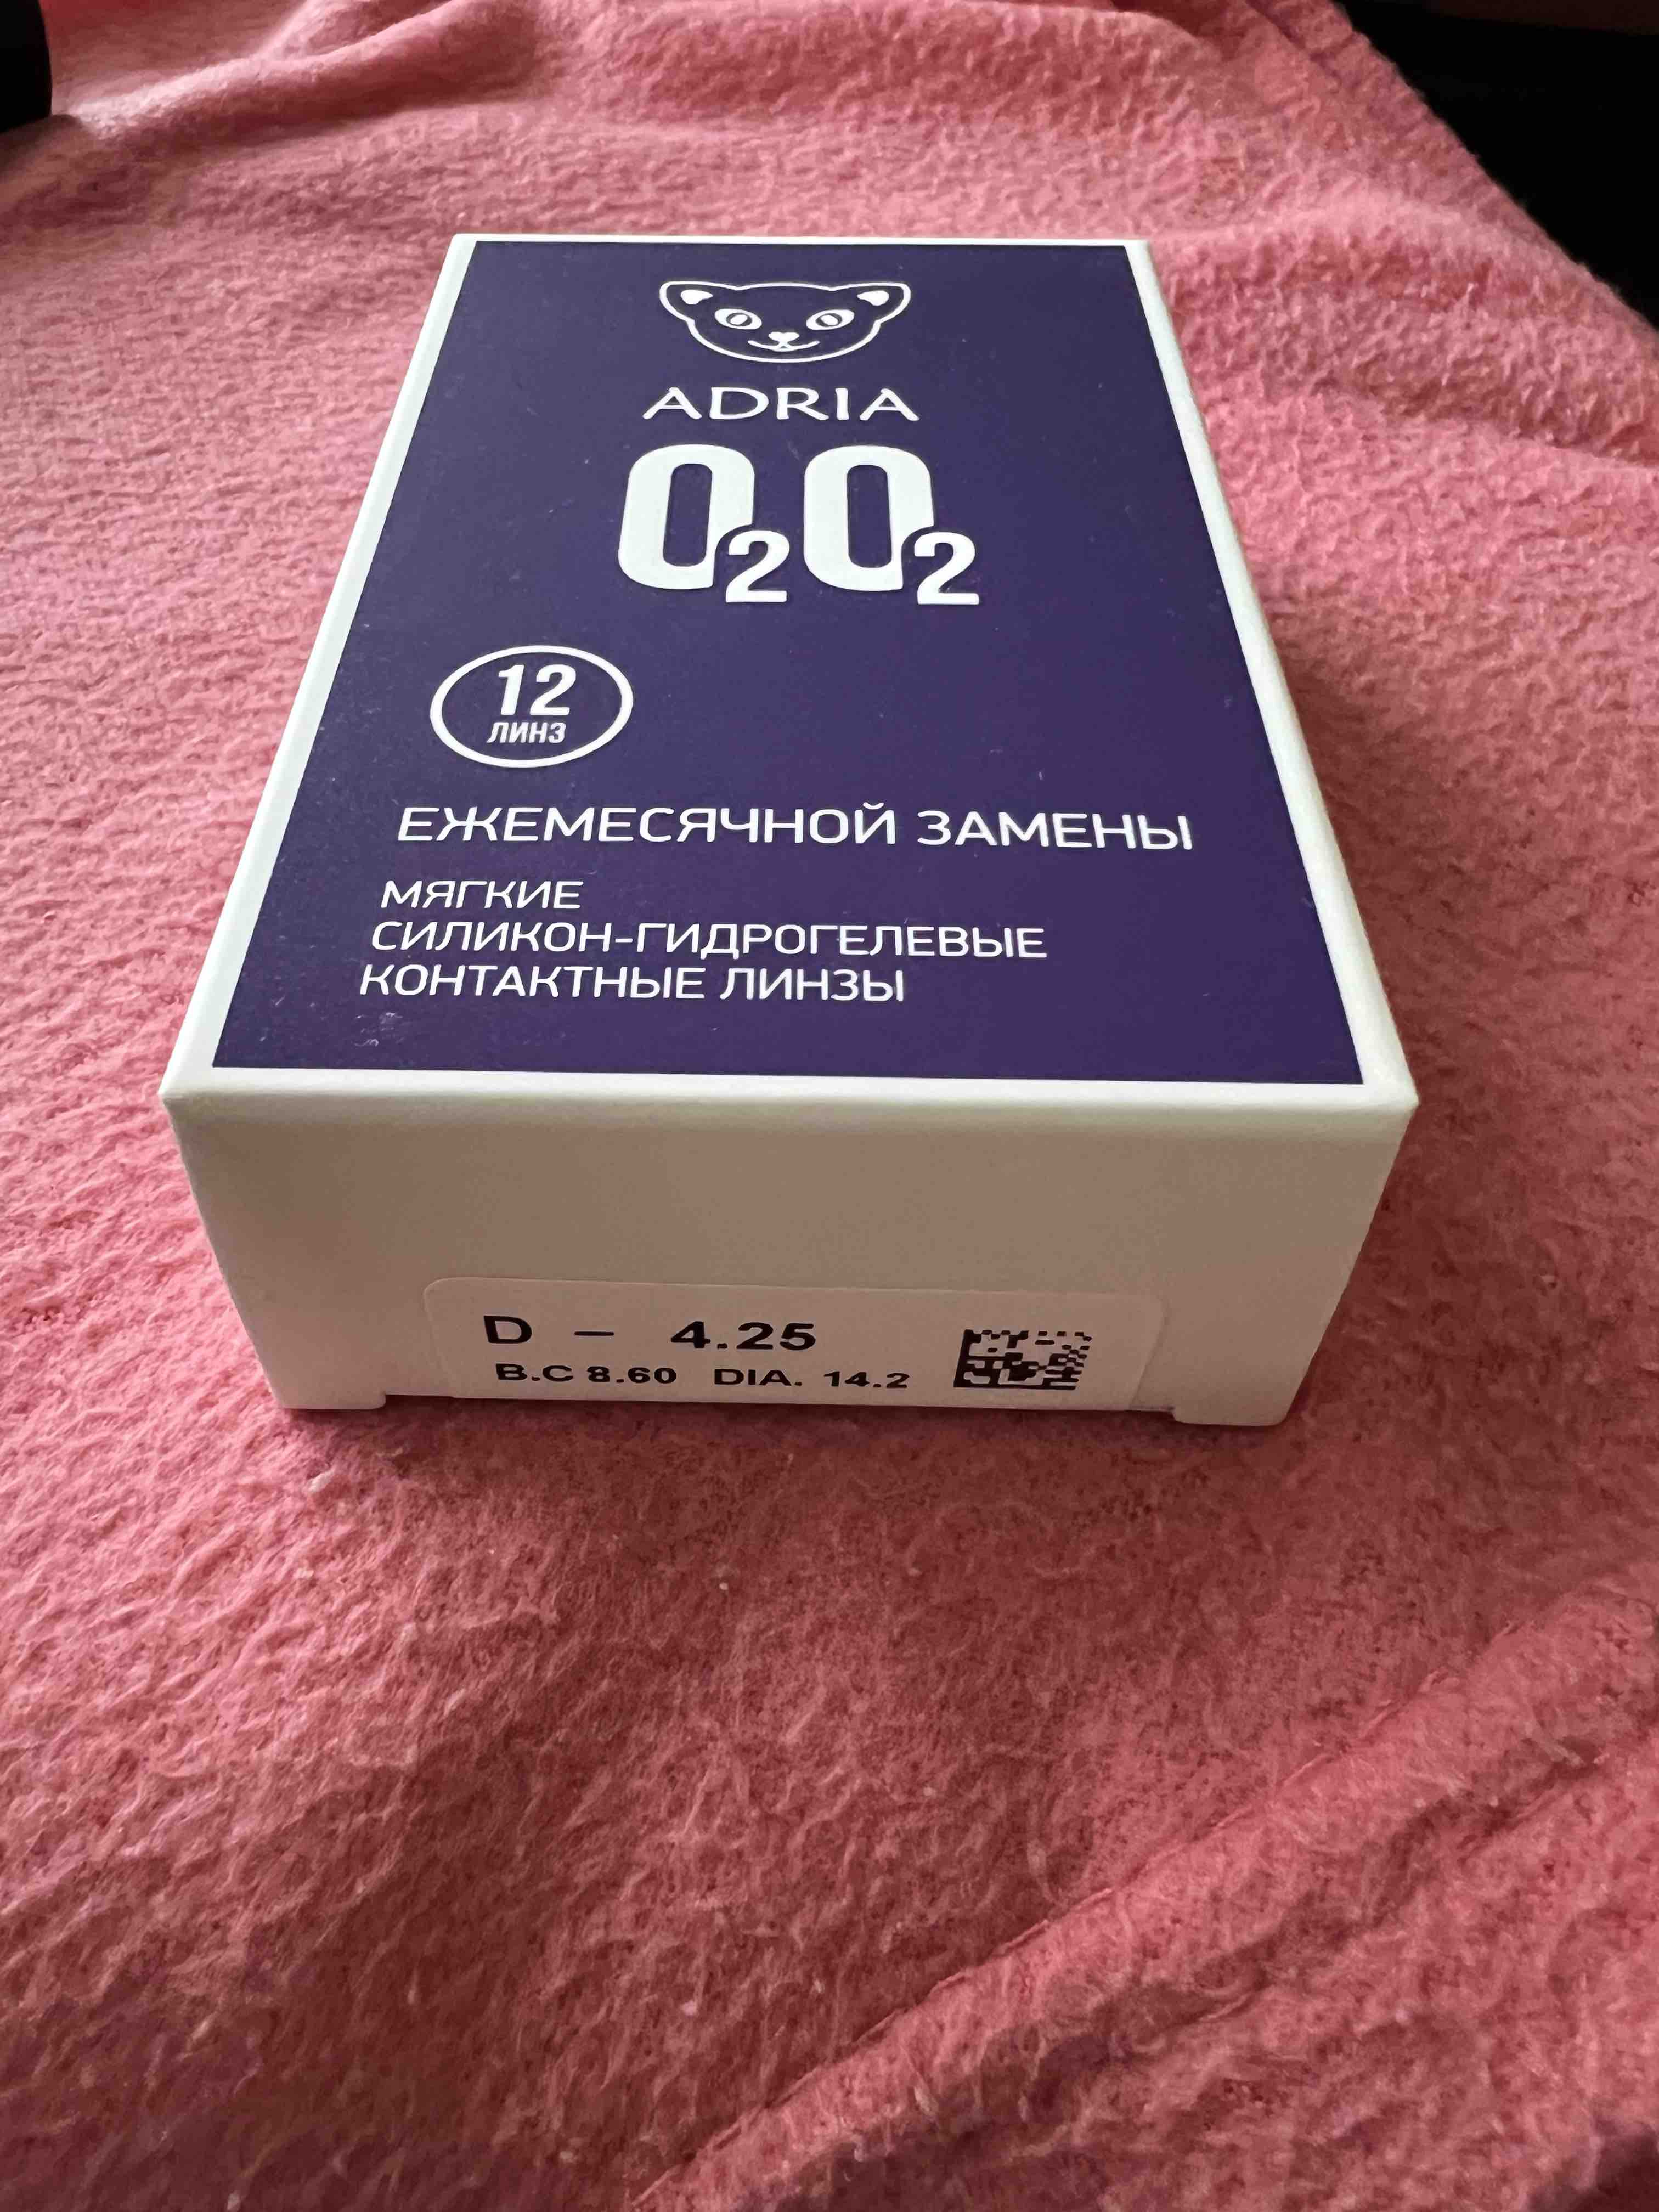 ADRIA
O2O2
12
ЛИНЗ
ЕЖЕМЕСЯЧНОЙ ЗАМЕНЫ
МЯГКИЕ
СИЛИКОН-ГИДРОГЕЛЕВЫЕ
КОНТАКТНЫЕ ЛИНЗЫ
D – 4.25
B.C 8.60 DIA. 14.2